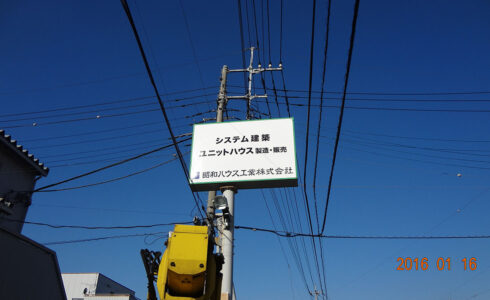 システム建築
ユニットハウス製造・販売
昭和ハウス工業株式会社
2016 01 16